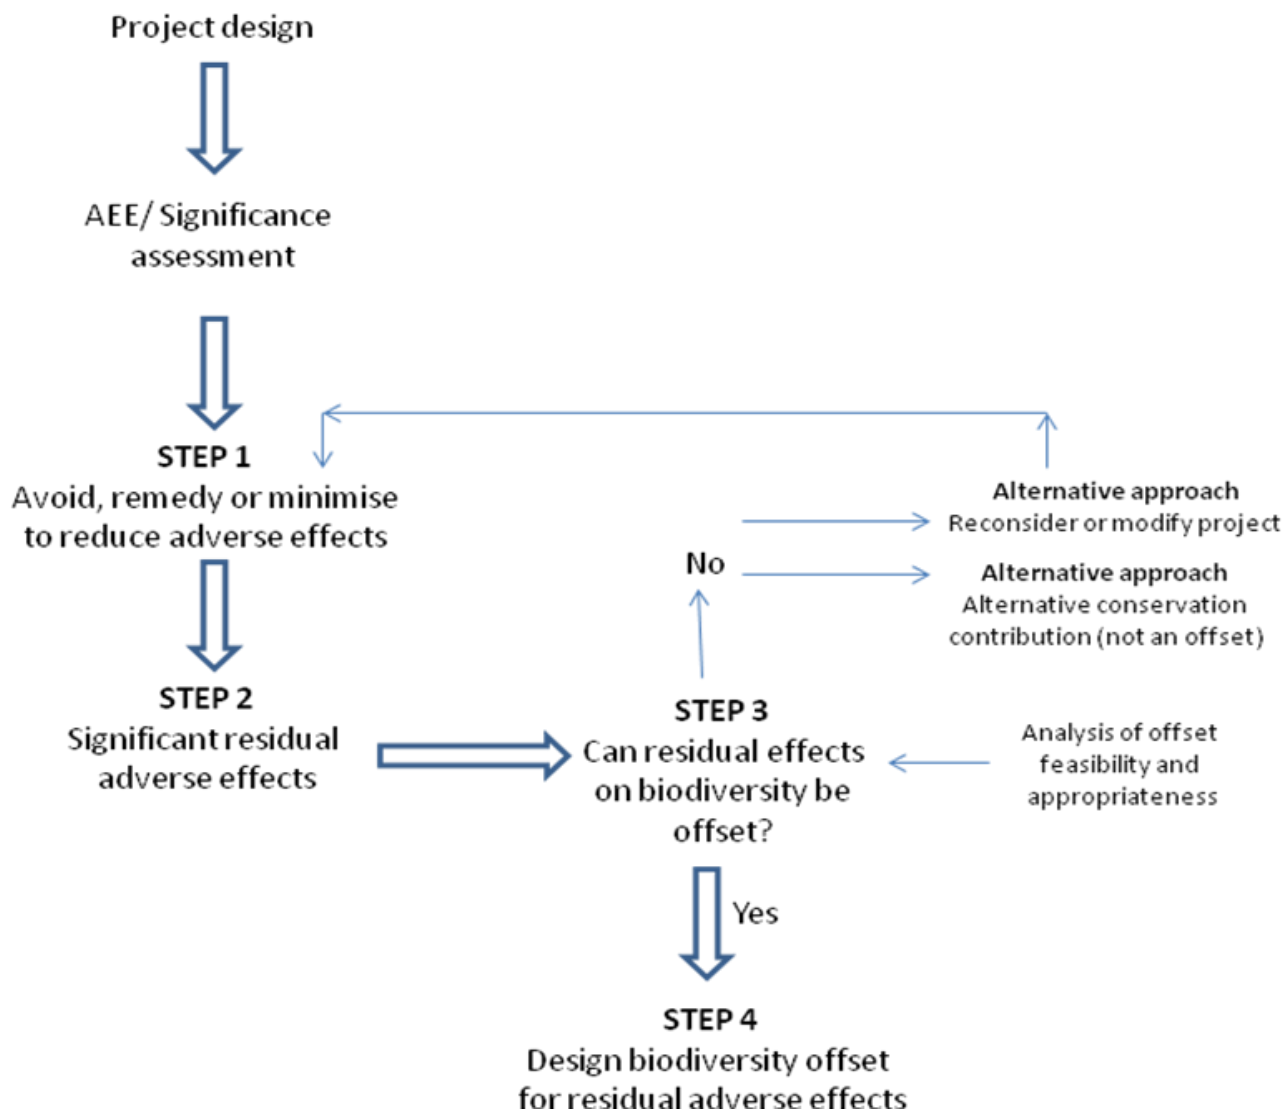 Project design
AEE/ Significance
assessment
STEP 1
Avoid, remedy or minimise
to reduce adverse effects
STEP 2
Significant residual
adverse effects
STEP 3
Can residual effects
on biodiversity be
offset?
No
Alternative approach
Reconsider or modify project
Alternative approach
Alternative conservation
contribution (not an offset)
Analysis of offset
feasibility and
appropriateness
Yes
STEP 4
Design biodiversity offset
for residual adverse effects